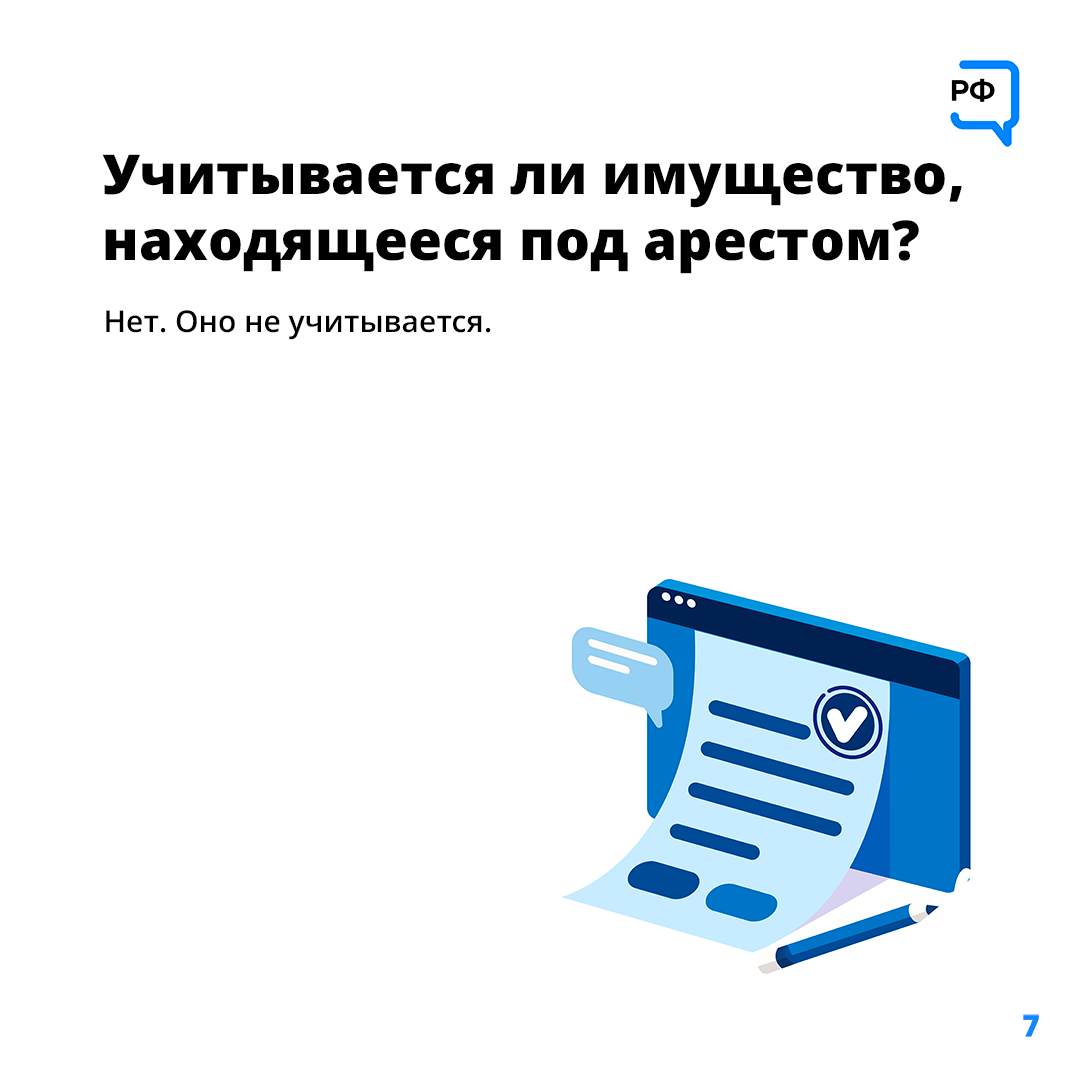 РФ
Учитывается ли имущество,
находящееся под арестом?
Нет. Оно не учитывается.
7